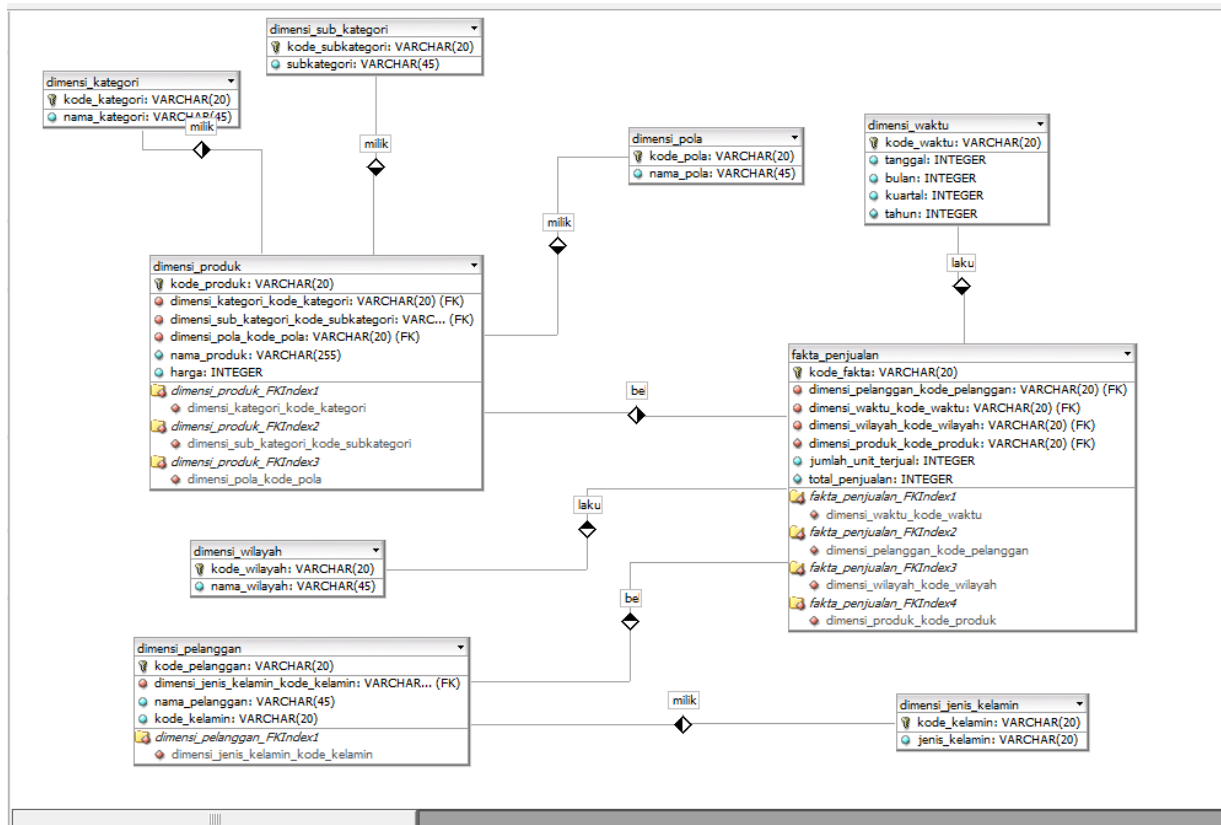 dimensi_sub_kategori
kode_subkategori: VARCHAR(20)
subkategori: VARCHAR(45)
dimensi_kategori
kode_kategori: VARCHAR(20)
nama_kategori: VARCHAR(45)
milik
milik
dimensi_pola
kode_pola: VARCHAR(20)
nama_pola: VARCHAR(45)
milik
dimensi_waktu
kode_waktu: VARCHAR(20)
tanggal: INTEGER
bulan: INTEGER
kuartal: INTEGER
tahun: INTEGER
laku
dimensi_produk
kode_produk: VARCHAR(20)
dimensi_kategori_kode_kategori: VARCHAR(20) (FK)
dimensi_sub_kategori_kode_subkategori: VARC... (FK)
dimensi_pola_kode_pola: VARCHAR(20) (FK)
nama_produk: VARCHAR(255)
harga: INTEGER
dimensi_produk_FKIndex1
dimensi_kategori_kode_kategori
dimensi_produk_FKIndex2
dimensi_sub_kategori_kode_subkategori
dimensi_produk_FKIndex3
dimensi_pola_kode_pola
be
fakta_penjualan
kode_fakta: VARCHAR(20)
dimensi_pelanggan_kode_pelanggan: VARCHAR(20) (FK)
dimensi_waktu_kode_waktu: VARCHAR(20) (FK)
dimensi_wilayah_kode_wilayah: VARCHAR(20) (FK)
dimensi_produk_kode_produk: VARCHAR(20) (FK)
jumlah_unit_terjual: INTEGER
total_penjualan: INTEGER
fakta_penjualan_FKIndex1
dimensi_waktu_kode_waktu
fakta_penjualan_FKIndex2
dimensi_pelanggan_kode_pelanggan
fakta_penjualan_FKIndex3
dimensi_wilayah_kode_wilayah
fakta_penjualan_FKIndex4
dimensi_produk_kode_produk
laku
dimensi_wilayah
kode_wilayah: VARCHAR(20)
nama_wilayah: VARCHAR(45)
be
dimensi_pelanggan
kode_pelanggan: VARCHAR(20)
dimensi_jenis_kelamin_kode_kelamin: VARCHAR... (FK)
nama_pelanggan: VARCHAR(45)
kode_kelamin: VARCHAR(20)
dimensi_pelanggan_FKIndex1
dimensi_jenis_kelamin_kode_kelamin
milik
dimensi_jenis_kelamin
kode_kelamin: VARCHAR(20)
jenis_kelamin: VARCHAR(20)